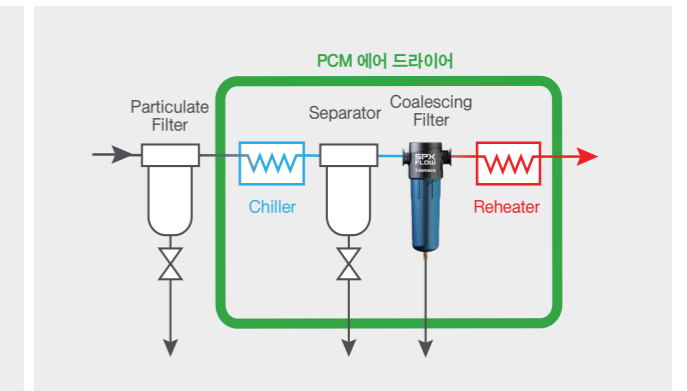 PCM 에어 드라이어
Particulate
Filter
Separator
Coalescing
Filter
SPX
FLOW
Chiller
Reheater